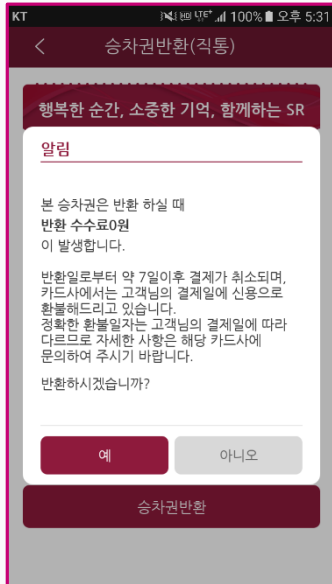 KT HD LTE+ 100% 오후 5:31
승차권반환(직통)
행복한 순간, 소중한 기억, 함께하는 SR
알림
본 승차권은 반환 하실 때
반환 수수료0원
이 발생합니다.
반환일로부터 약 7일이후 결제가 취소되며,
카드사에서는 고객님의 결제일에 신용으로
환불해드리고 있습니다.
정확한 환불일자는 고객님의 결제일에 따라
다르므로 자세한 사항은 해당 카드사에
문의하여 주시기 바랍니다.
반환하시겠습니까?
예 아니오
승차권반환